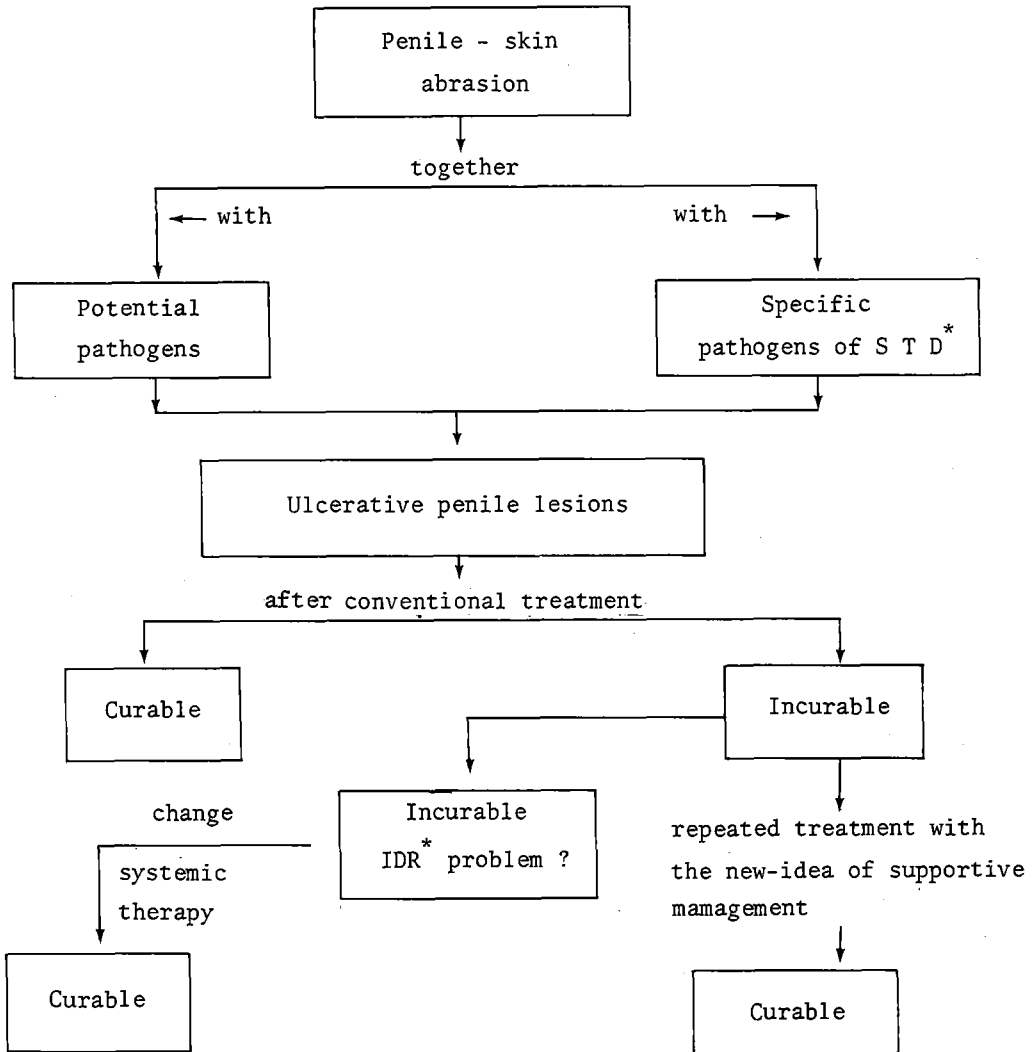 Penile - skin
abrasion
together
← with
with →
Potential
pathogens
Specific
pathogens of S T D*
Ulcerative penile lesions
after conventional treatment
Curable
Incurable
change
systemic
therapy
Incurable
IDR* problem ?
repeated treatment with
the new-idea of supportive
mamagement
Curable
Curable